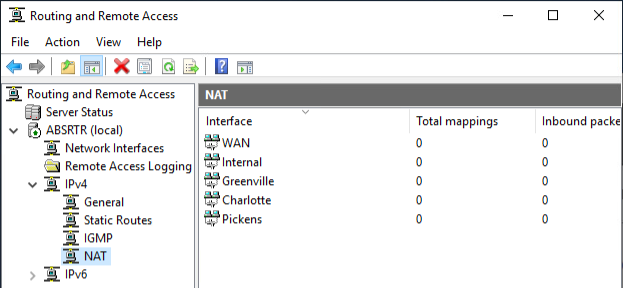 Routing and Remote Access
File Action View Help
Routing and Remote Access
Server Status
ABSRTR (local)
Network Interfaces
Remote Access Logging
IPv4
General
Static Routes
IGMP
NAT
IPv6
NAT
Interface Total mappings Inbound packe
WAN 0 0
Internal 0 0
Greenville 0 0
Charlotte 0 0
Pickens 0 0